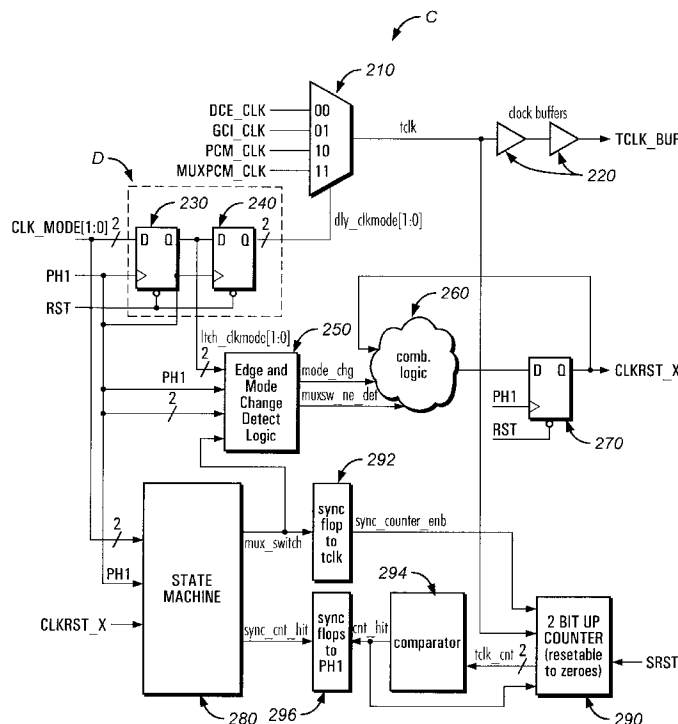 C
210
DCE_CLK
00
GCI_CLK
01
PCM_CLK
10
MUXPCM_CLK
11
tclk
clock buffers
TCLK_BUF
220
D
230
240
CLK_MODE[1:0]
2
D Q
D Q
2
dly_clkmode[1:0]
PH1
RST
ltch_clkmode[1:0]
250
260
2
PH1
2
Edge and
Mode
Change
Detect
Logic
mode_chg
muxsw_ne_det
comb.
logic
D Q
CLKRST_X
PH1
RST
270
292
2
PH1
CLKRST_X
STATE
MACHINE
280
mux_switch
sync
flop
to
tclk
sync_counter_enb
294
sync_cnt_hit
sync
flops
to
PH1
296
cnt_hit
comparator
tclk_cnt
2
2 BIT UP
COUNTER
(resetable
to zeroes)
SRST
290